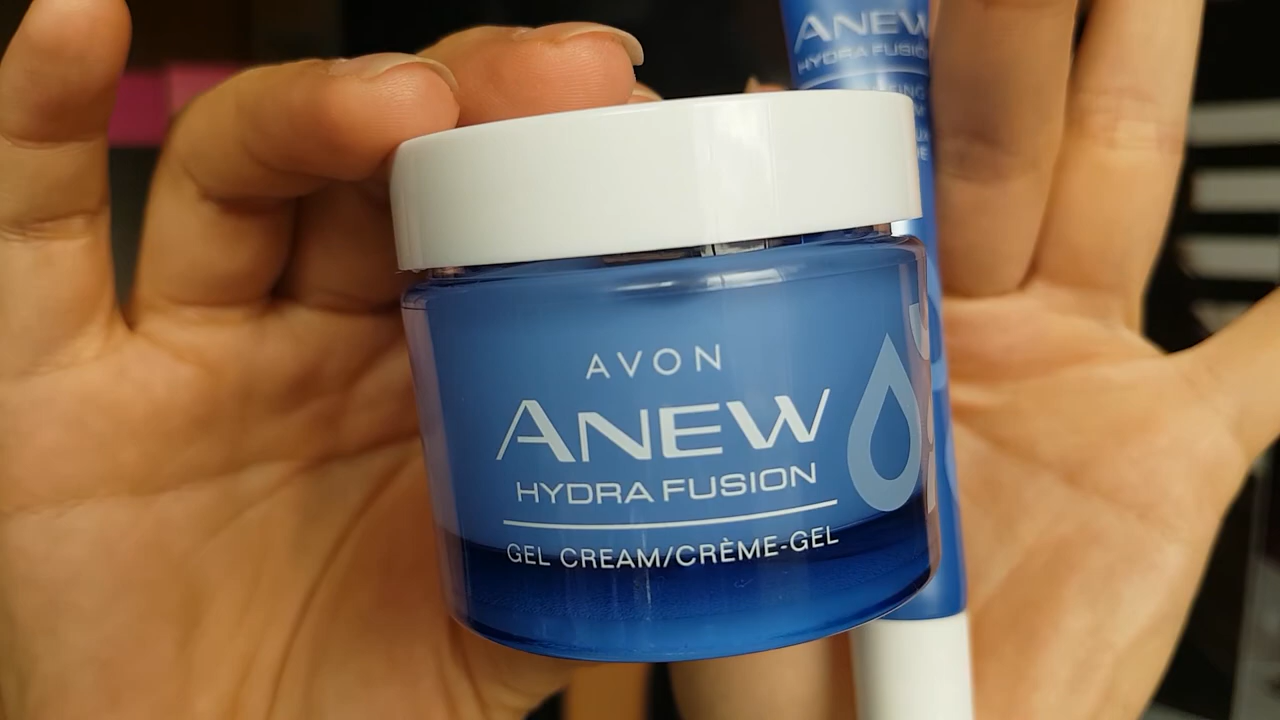 AVON
ANEW
HYDRA FUSION
GEL CREAM/CRÈME-GEL
ANEW
HYDRA FUSION